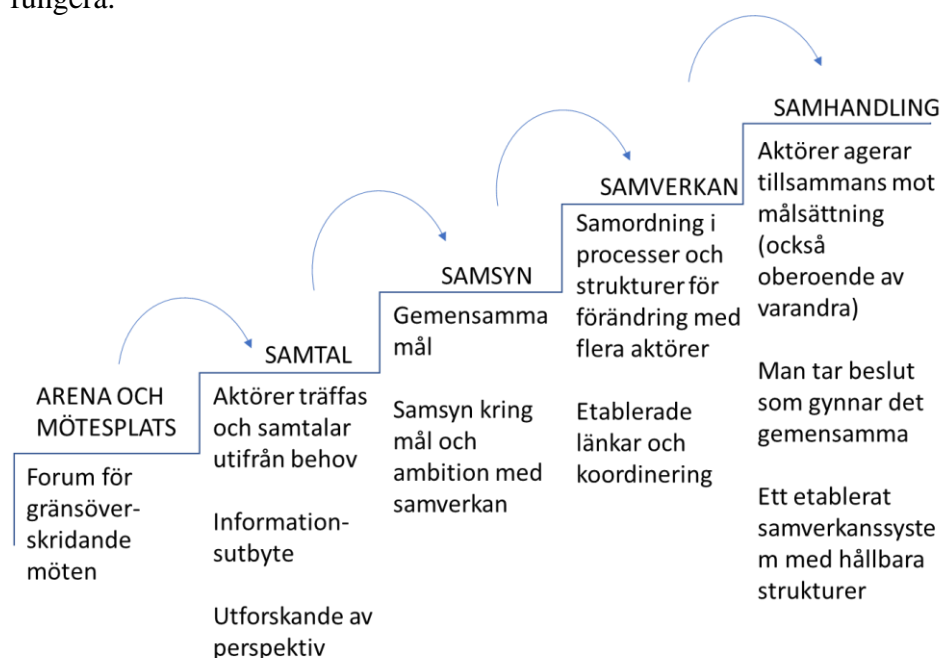 fungera.
ARENA OCH
MÖTESPLATS
Forum för
gränsöver-
skridande
möten
SAMTAL
Aktörer träffas
och samtalar
utifrån behov
Information-
sutbyte
Utforskande av
perspektiv
SAMSYN
Gemensamma
mål
Samsyn kring
mål och
ambition med
samverkan
SAMVERKAN
Samordning i
processer och
strukturer för
förändring med
flera aktörer
Etablerade
länkar och
koordinering
SAMHANDLING
Aktörer agerar
tillsammans mot
målsättning
(också
oberoende av
varandra)
Man tar beslut
som gynnar det
gemensamma
Ett etablerat
samverkanssyste
m med hållbara
strukturer